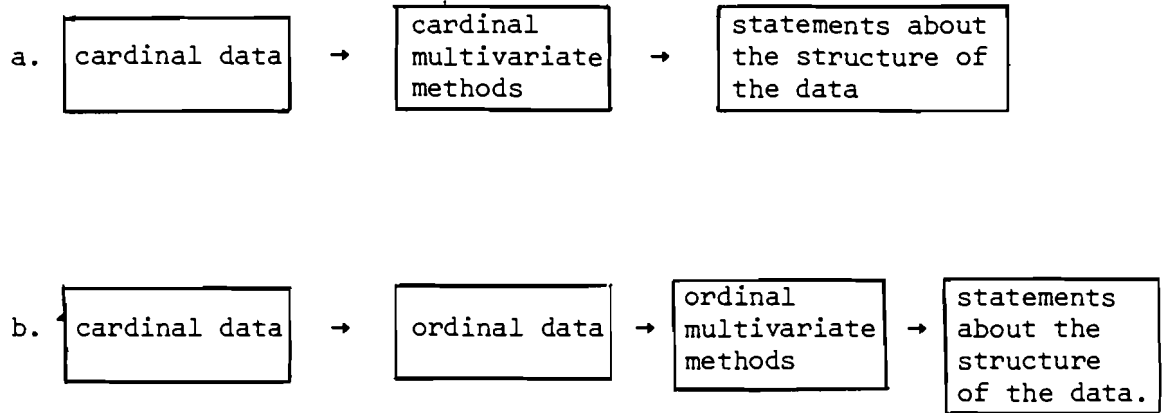 a. cardinal data → cardinal multivariate methods → statements about the structure of the data
b. cardinal data → ordinal data → ordinal multivariate methods → statements about the structure of the data.